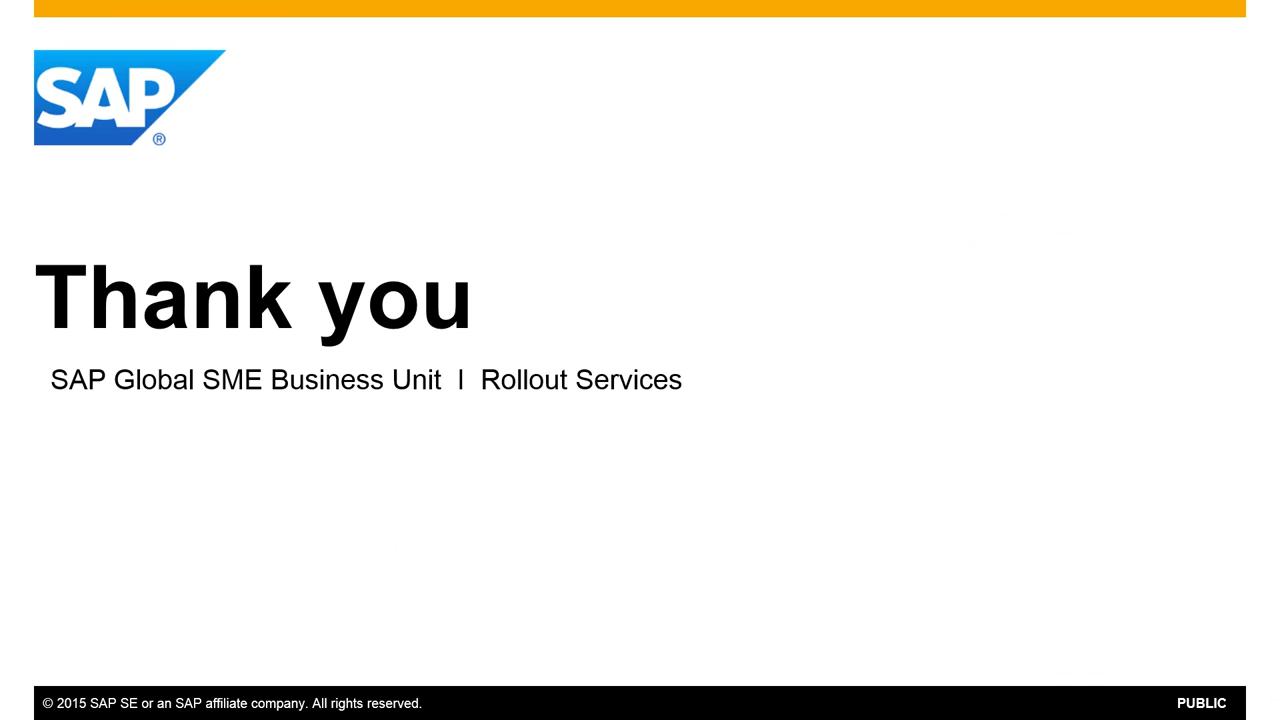 SAP
®
Thank you
SAP Global SME Business Unit | Rollout Services
© 2015 SAP SE or an SAP affiliate company. All rights reserved.
PUBLIC